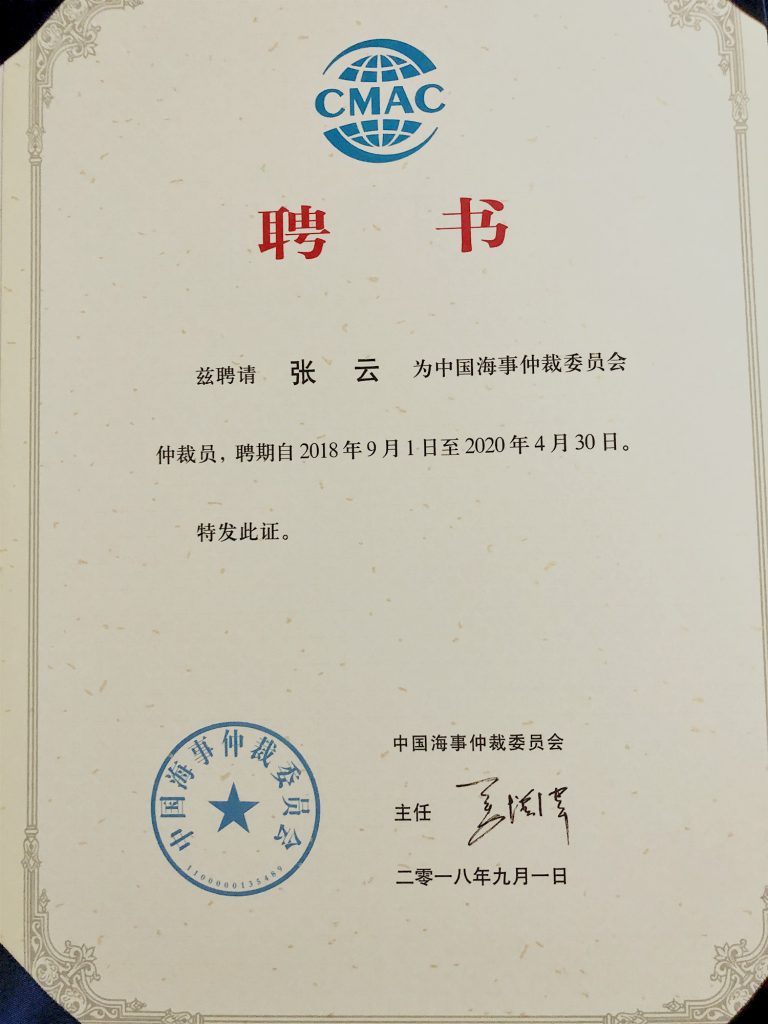 CMAC
聘 书
兹聘请 张 云 为中国海事仲裁委员会
仲裁员，聘期自2018年9月1日至2020年4月30日。
特发此证。
中国海事仲裁委员会
主任
二零一八年九月一日
中国海事仲裁委员会
1100000135489